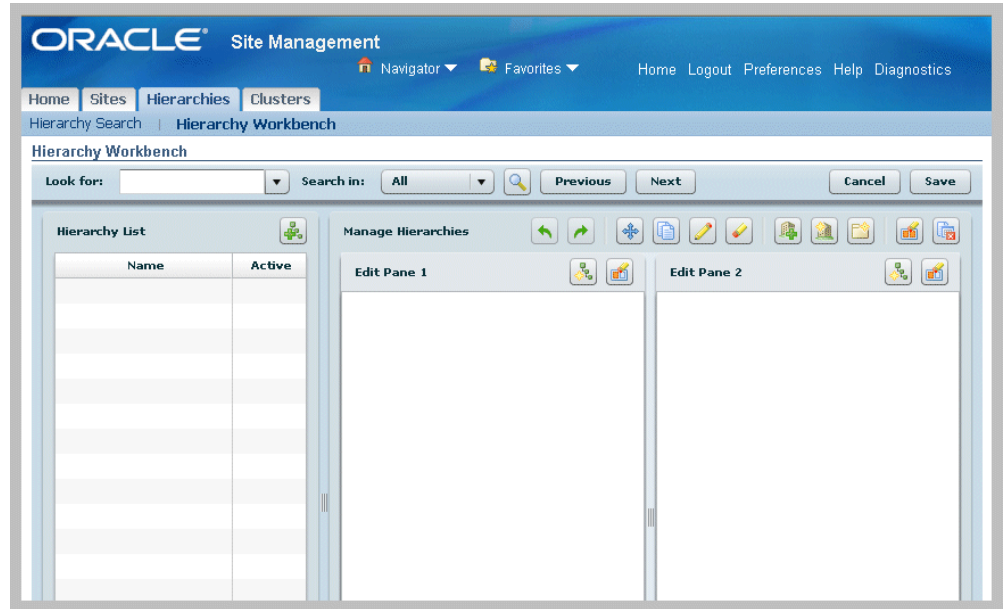 ORACLE® Site Management
Navigator Favorites Home Logout Preferences Help Diagnostics
Home Sites Hierarchies Clusters
Hierarchy Search | Hierarchy Workbench
Hierarchy Workbench
Look for: Search in: All Previous Next Cancel Save
Hierarchy List Manage Hierarchies
Name Active Edit Pane 1 Edit Pane 2